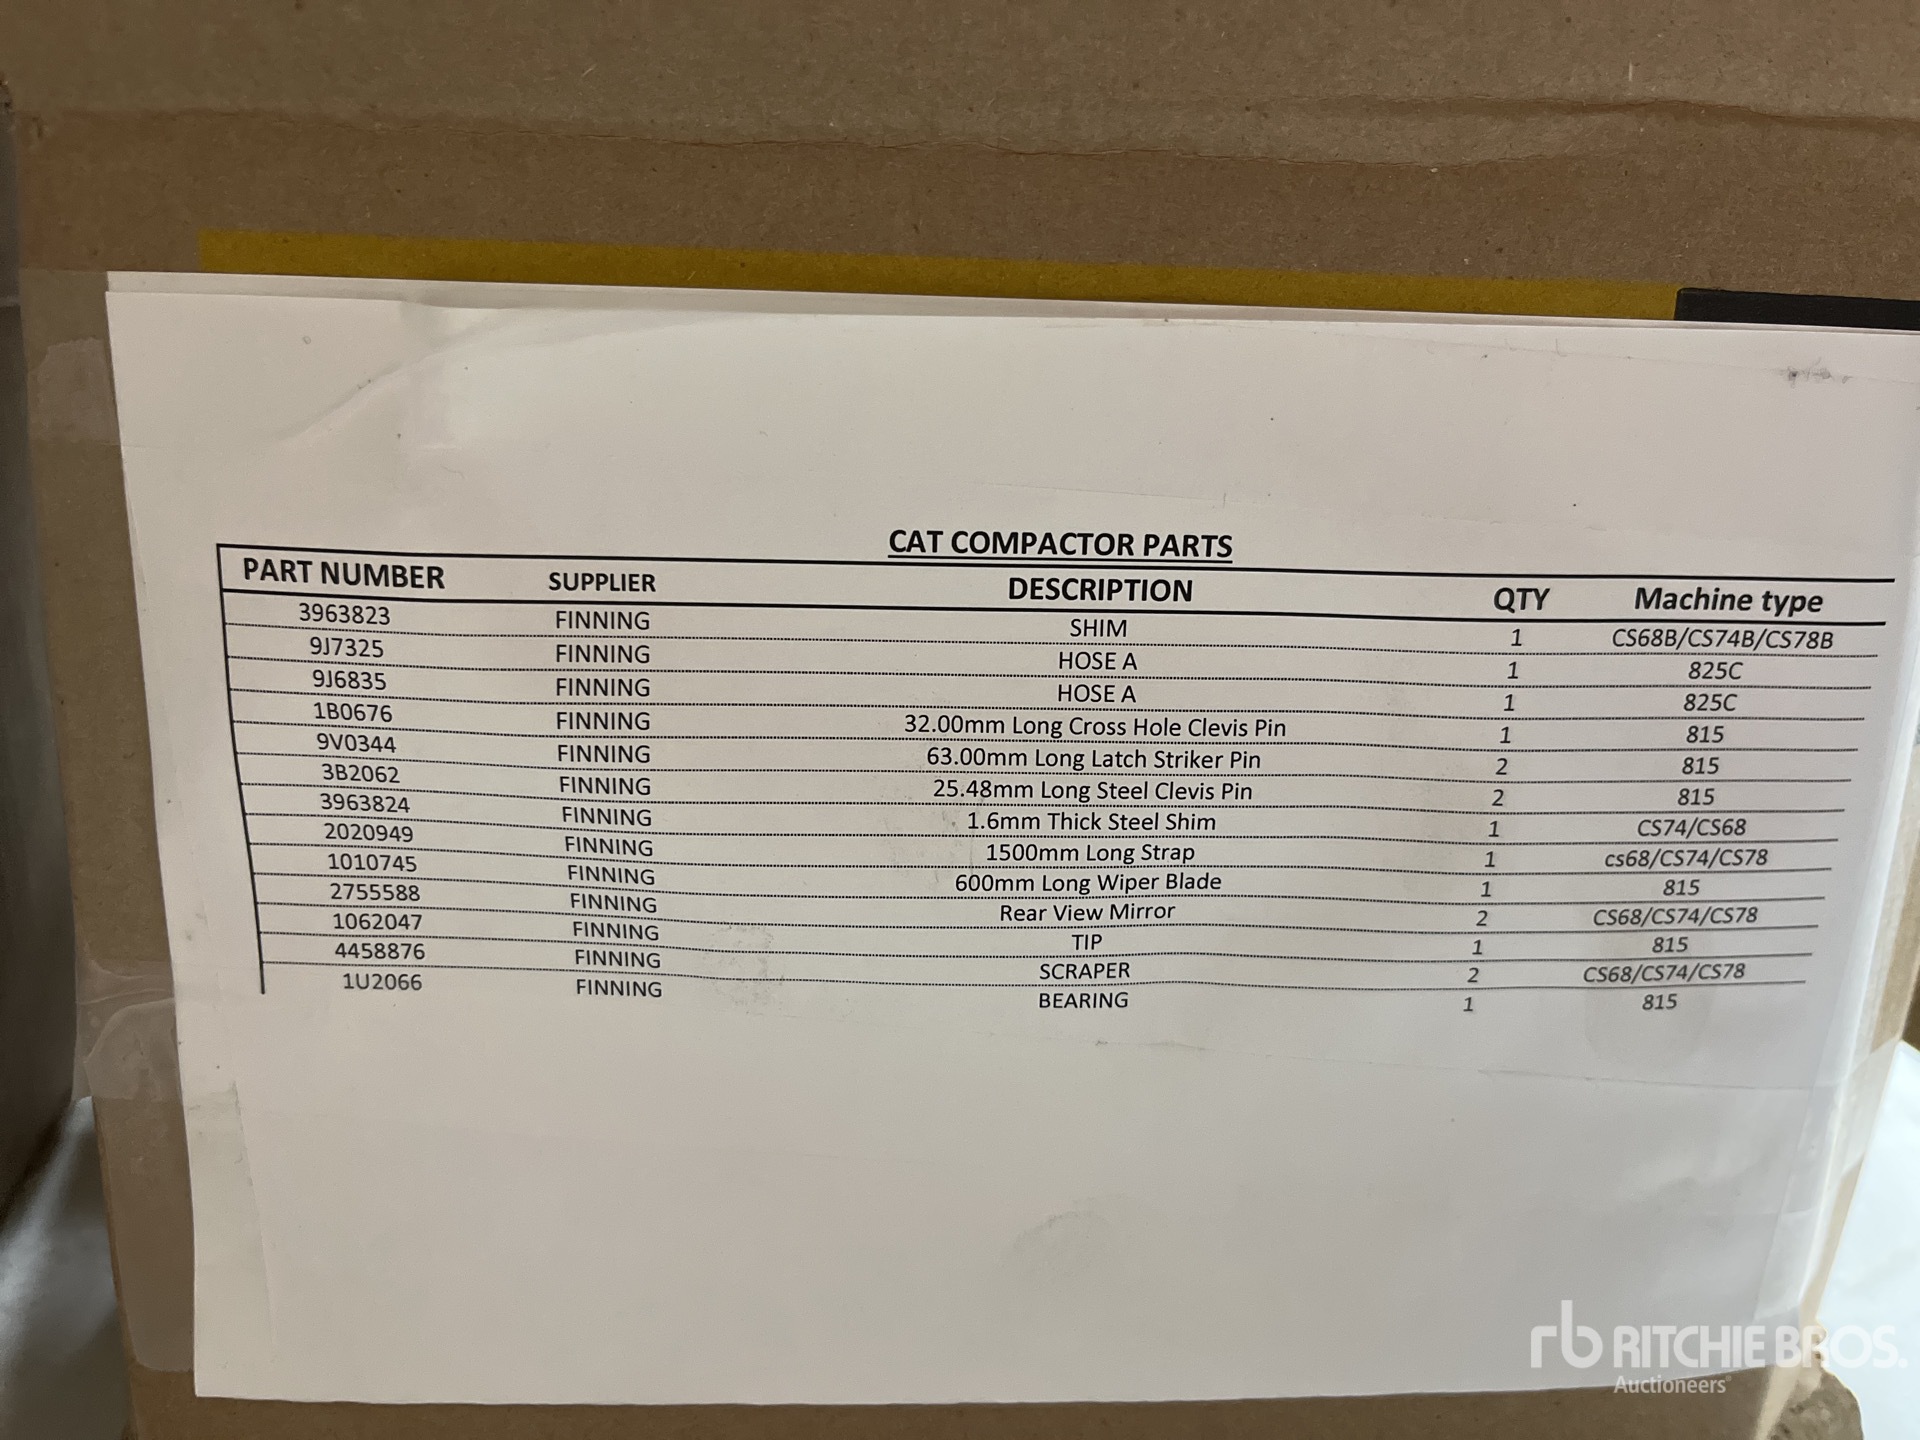 CAT COMPACTOR PARTS
PART NUMBER SUPPLIER DESCRIPTION QTY Machine type
3963823 FINNING SHIM 1 CS68B/CS74B/CS78B
9J7325 FINNING HOSE A 1 825C
9J6835 FINNING HOSE A 1 825C
1B0676 FINNING 32.00mm Long Cross Hole Clevis Pin 1 815
9V0344 FINNING 63.00mm Long Latch Striker Pin 2 815
3B2062 FINNING 25.48mm Long Steel Clevis Pin 2 815
3963824 FINNING 1.6mm Thick Steel Shim 1 CS74/CS68
2020949 FINNING 1500mm Long Strap 1 cs68/CS74/CS78
1010745 FINNING 600mm Long Wiper Blade 1 815
2755588 FINNING Rear View Mirror 2 CS68/CS74/CS78
1062047 FINNING TIP 1 815
4458876 FINNING SCRAPER 2 CS68/CS74/CS78
1U2066 FINNING BEARING 1 815
rb RITCHIE BROS.
Auctioneers